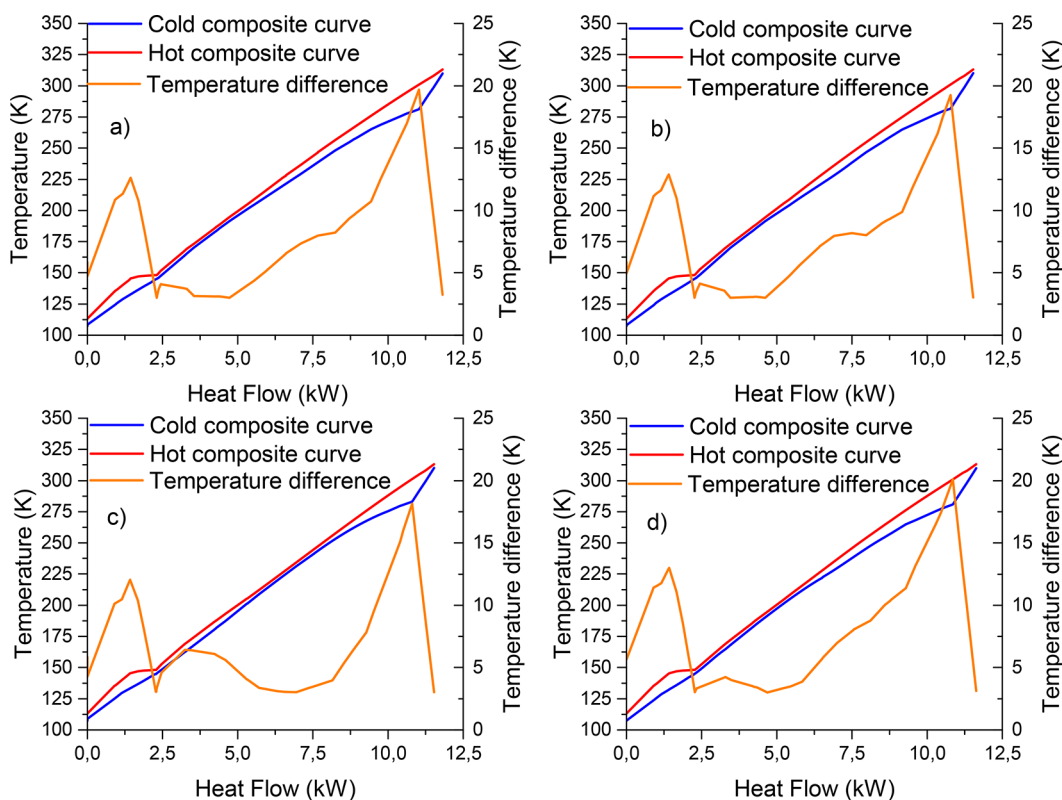 350
325
300
275
250
225
200
175
150
125
100
Temperature (K)
Cold composite curve
Hot composite curve
Temperature difference
a)
25
20
15
10
5
0
Temperature difference (K)
0,0 2,5 5,0 7,5 10,0 12,5
Heat Flow (kW)
350
325
300
275
250
225
200
175
150
125
100
Temperature (K)
Cold composite curve
Hot composite curve
Temperature difference
b)
25
20
15
10
5
0
Temperature difference (K)
0,0 2,5 5,0 7,5 10,0 12,5
Heat Flow (kW)
350
325
300
275
250
225
200
175
150
125
100
Temperature (K)
Cold composite curve
Hot composite curve
Temperature difference
c)
25
20
15
10
5
0
Temperature difference (K)
0,0 2,5 5,0 7,5 10,0 12,5
Heat Flow (kW)
350
325
300
275
250
225
200
175
150
125
100
Temperature (K)
Cold composite curve
Hot composite curve
Temperature difference
d)
25
20
15
10
5
0
Temperature difference (K)
0,0 2,5 5,0 7,5 10,0 12,5
Heat Flow (kW)